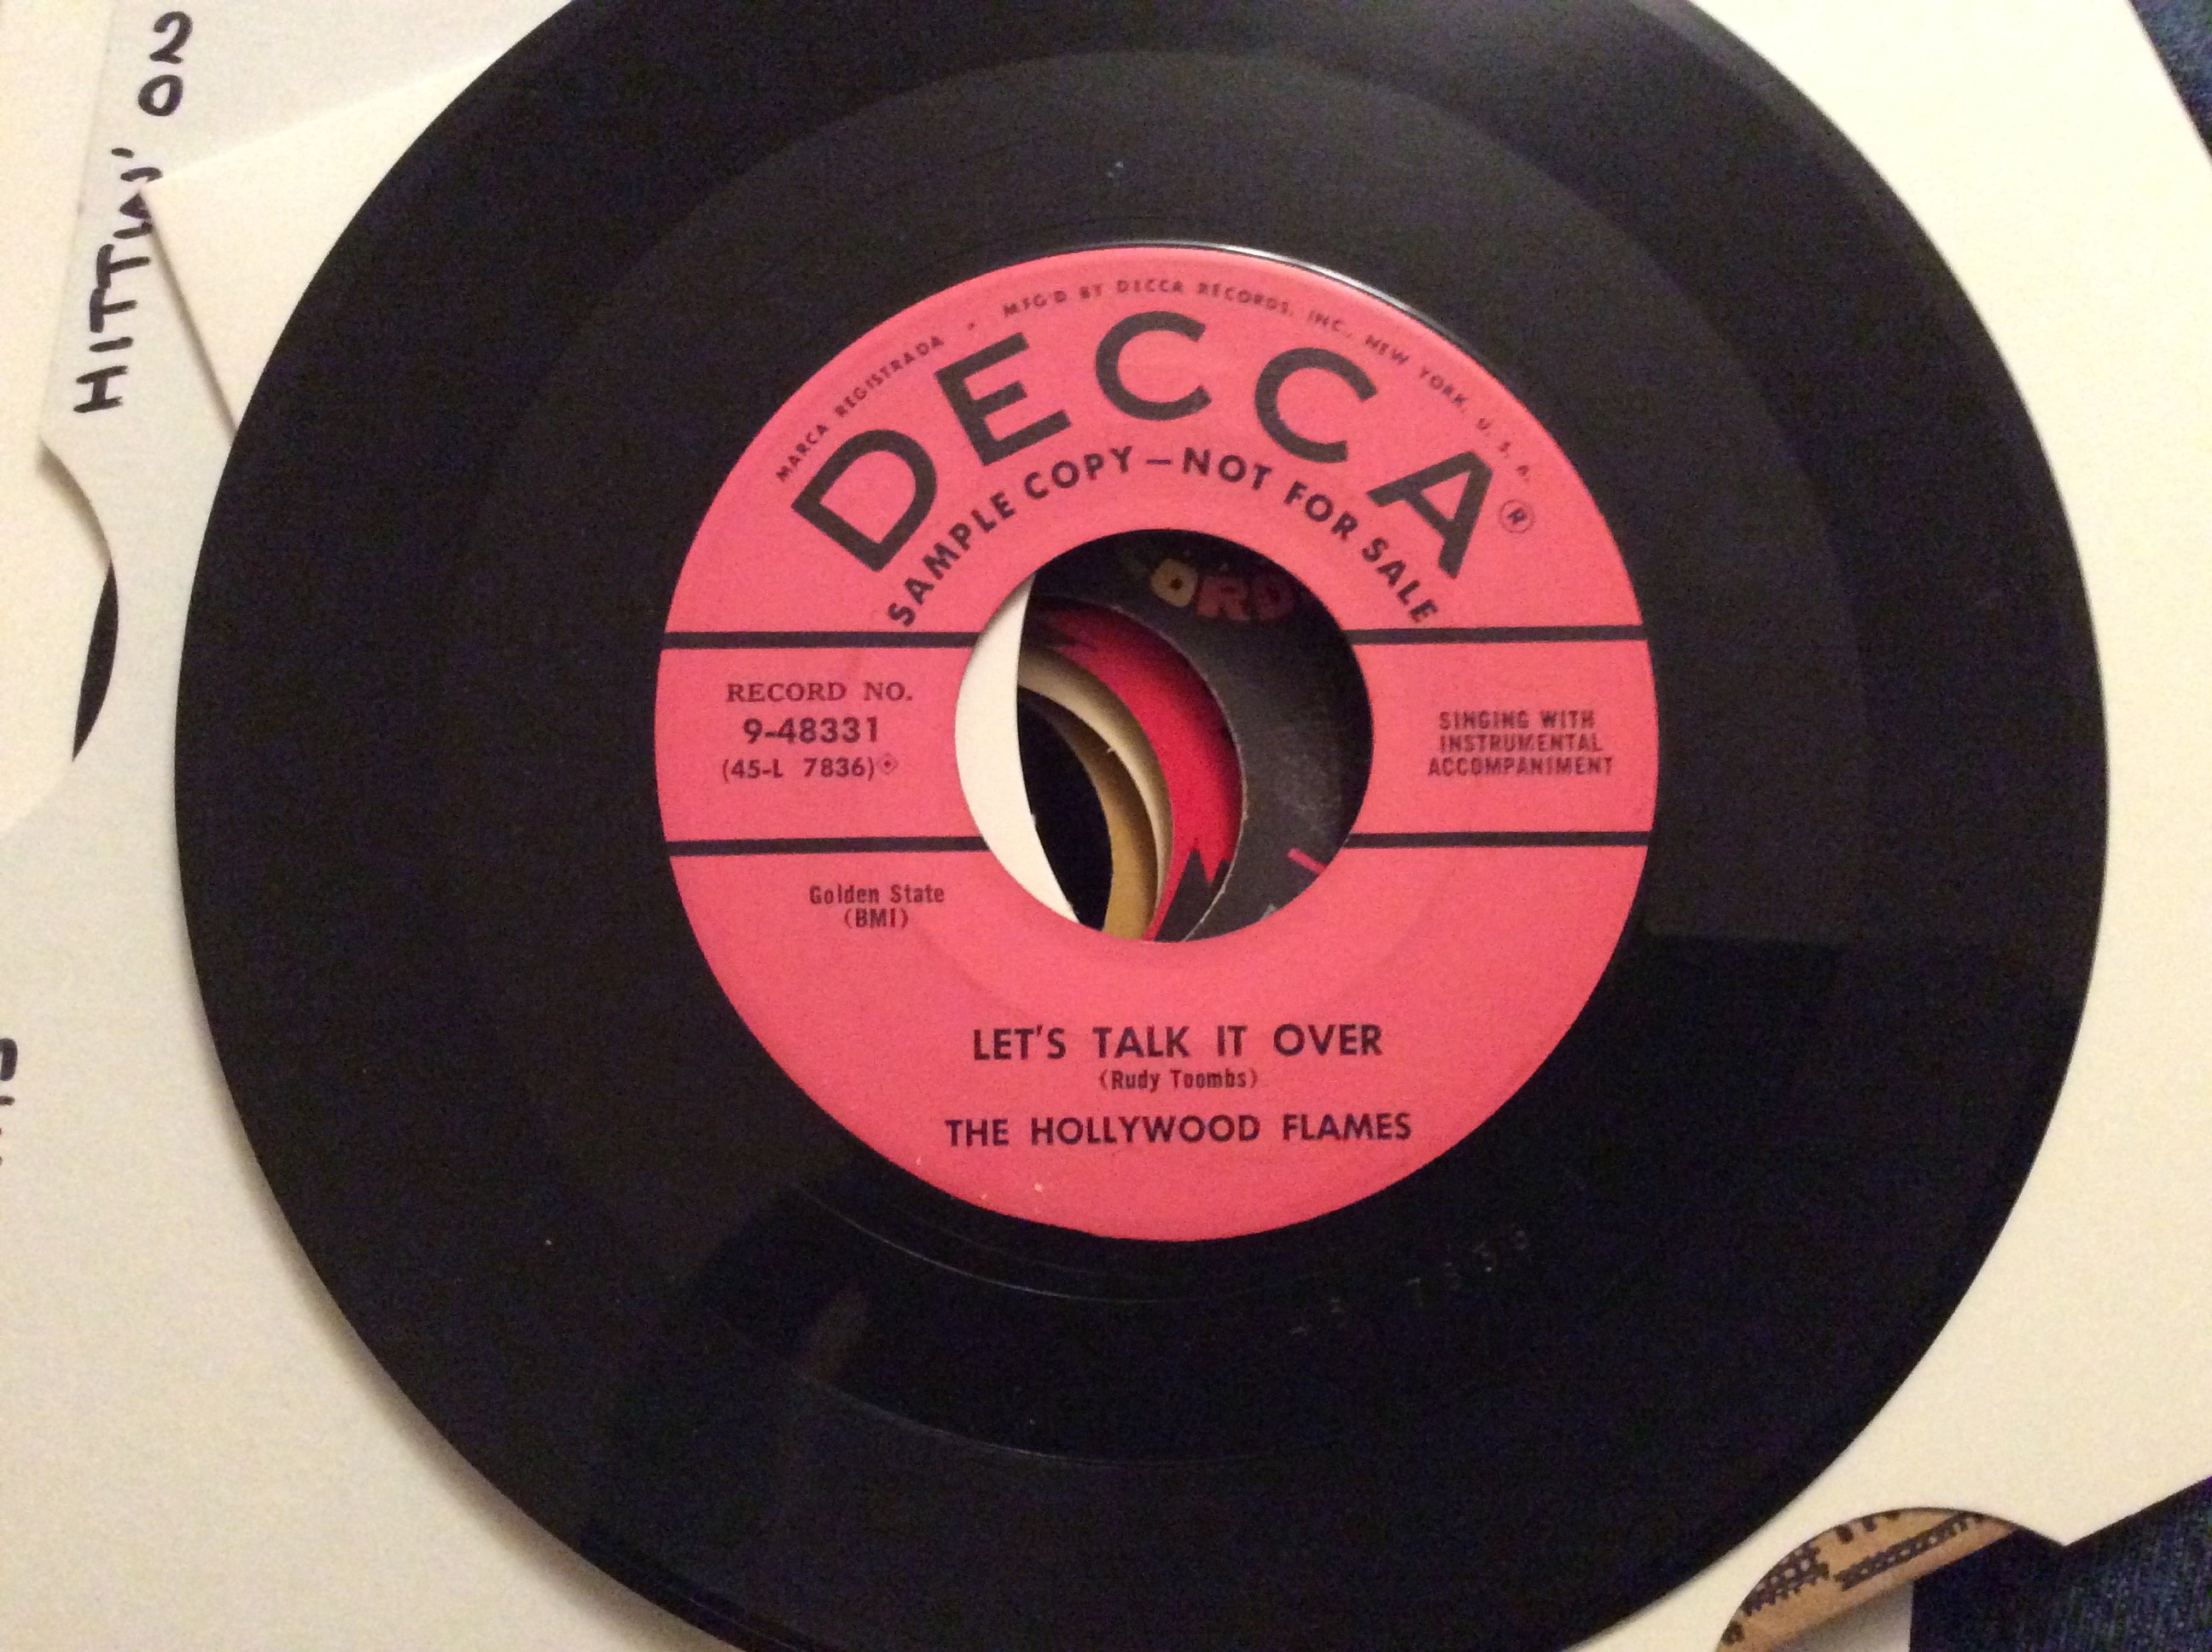 HITTIN' ON
MARCA REGISTRADA • MFG'D BY DECCA RECORDS, INC., NEW YORK, U. S. A.
DECCA®
SAMPLE COPY—NOT FOR SALE
ORD
RECORD NO.
9-48331
(45-L 7836)
SINGING WITH
INSTRUMENTAL
ACCOMPANIMENT
Golden State
(BMI)
LET'S TALK IT OVER
(Rudy Toombs)
THE HOLLYWOOD FLAMES